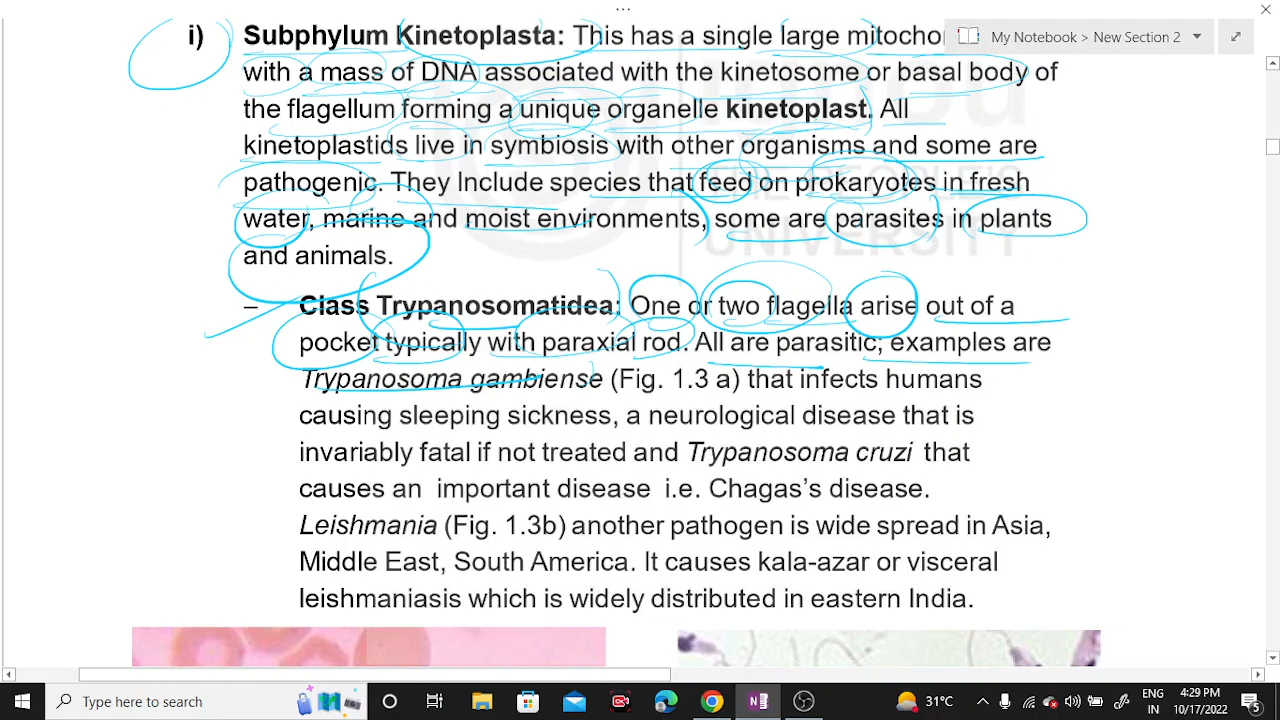 ...
i) Subphylum Kinetoplasta: This has a single large mitochon
My Notebook > New Section 2
with a mass of DNA associated with the kinetosome or basal body of
the flagellum forming a unique organelle kinetoplast. All
kinetoplastids live in symbiosis with other organisms and some are
pathogenic. They Include species that feed on prokaryotes in fresh
water, marine and moist environments, some are parasites in plants
and animals.
UNIVERSITY
– Class Trypanosomatidea: One or two flagella arise out of a
pocket typically with paraxial rod. All are parasitic; examples are
Trypanosoma gambiense (Fig. 1.3 a) that infects humans
causing sleeping sickness, a neurological disease that is
invariably fatal if not treated and Trypanosoma cruzi that
causes an important disease i.e. Chagas's disease.
Leishmania (Fig. 1.3b) another pathogen is wide spread in Asia,
Middle East, South America. It causes kala-azar or visceral
leishmaniasis which is widely distributed in eastern India.
Type here to search
31°C
ENG
IN
4:29 PM
10/17/2022
5